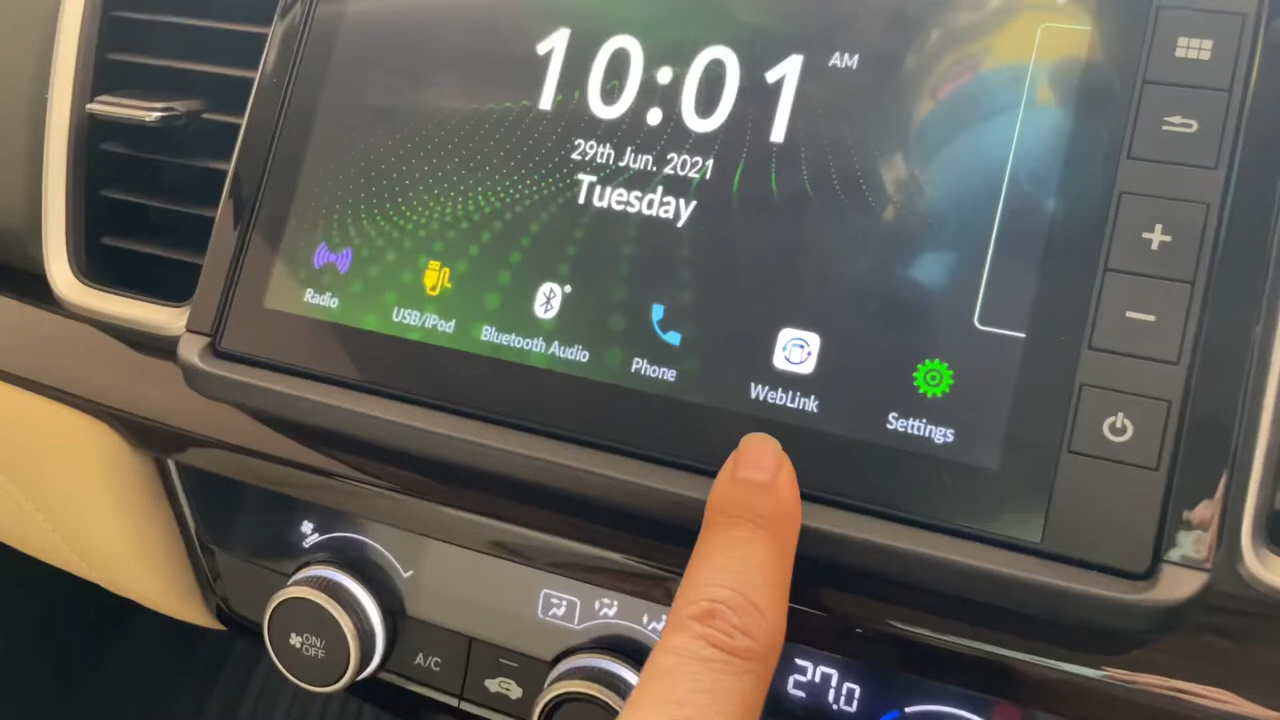 10:01 AM
29th Jun. 2021
Tuesday
Radio
USB/iPod
Bluetooth Audio
Phone
WebLink
Settings
ON/
OFF
A/C
27.0